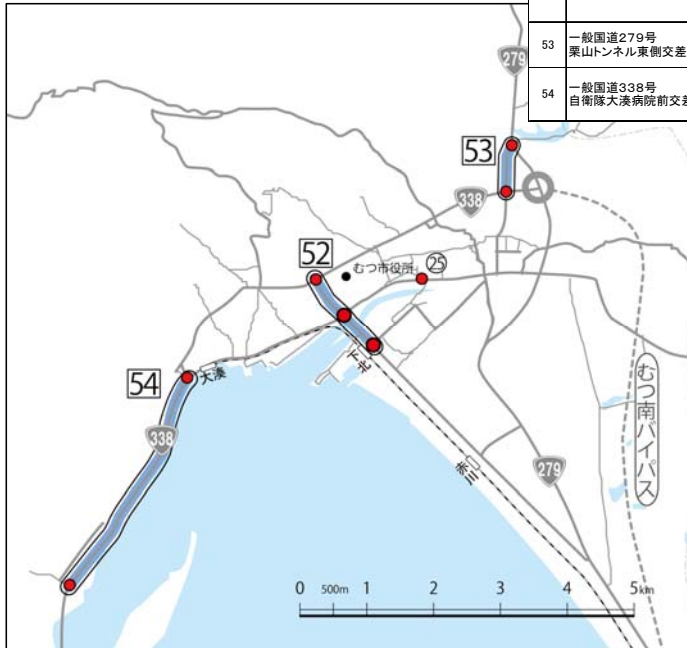 53
一般国道279号
栗山トンネル東側交差
54
一般国道338号
自衛隊大湊病院前交差
279
53
338
52
むつ市役所
25
下北
54
大湊
338
むつ南バイパス
赤川
279
0 500m 1 2 3 4 5km